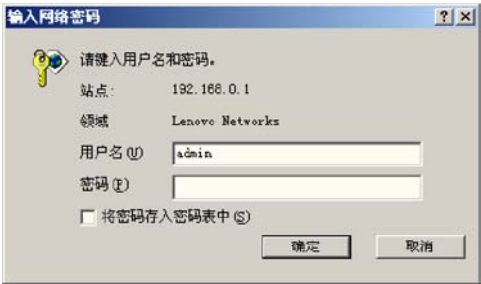 输入网络密码
请键入用户名和密码。
站点: 192.168.0.1
领域 Lenovo Networks
用户名(U) admin
密码(P)
将密码存入密码表中(S)
确定 取消